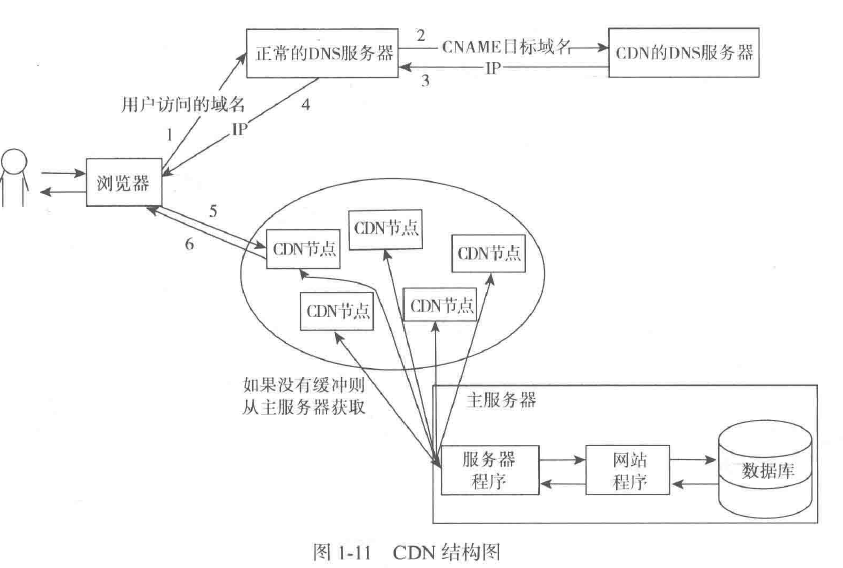 正常的DNS服务器
2
CNAME目标域名
IP
3
CDN的DNS服务器
用户访问的域名
1
IP
4
浏览器
5
6
CDN节点
CDN节点
CDN节点
CDN节点
CDN节点
如果没有缓冲则
从主服务器获取
主服务器
服务器
程序
网站
程序
数据库
图 1-11 CDN 结构图